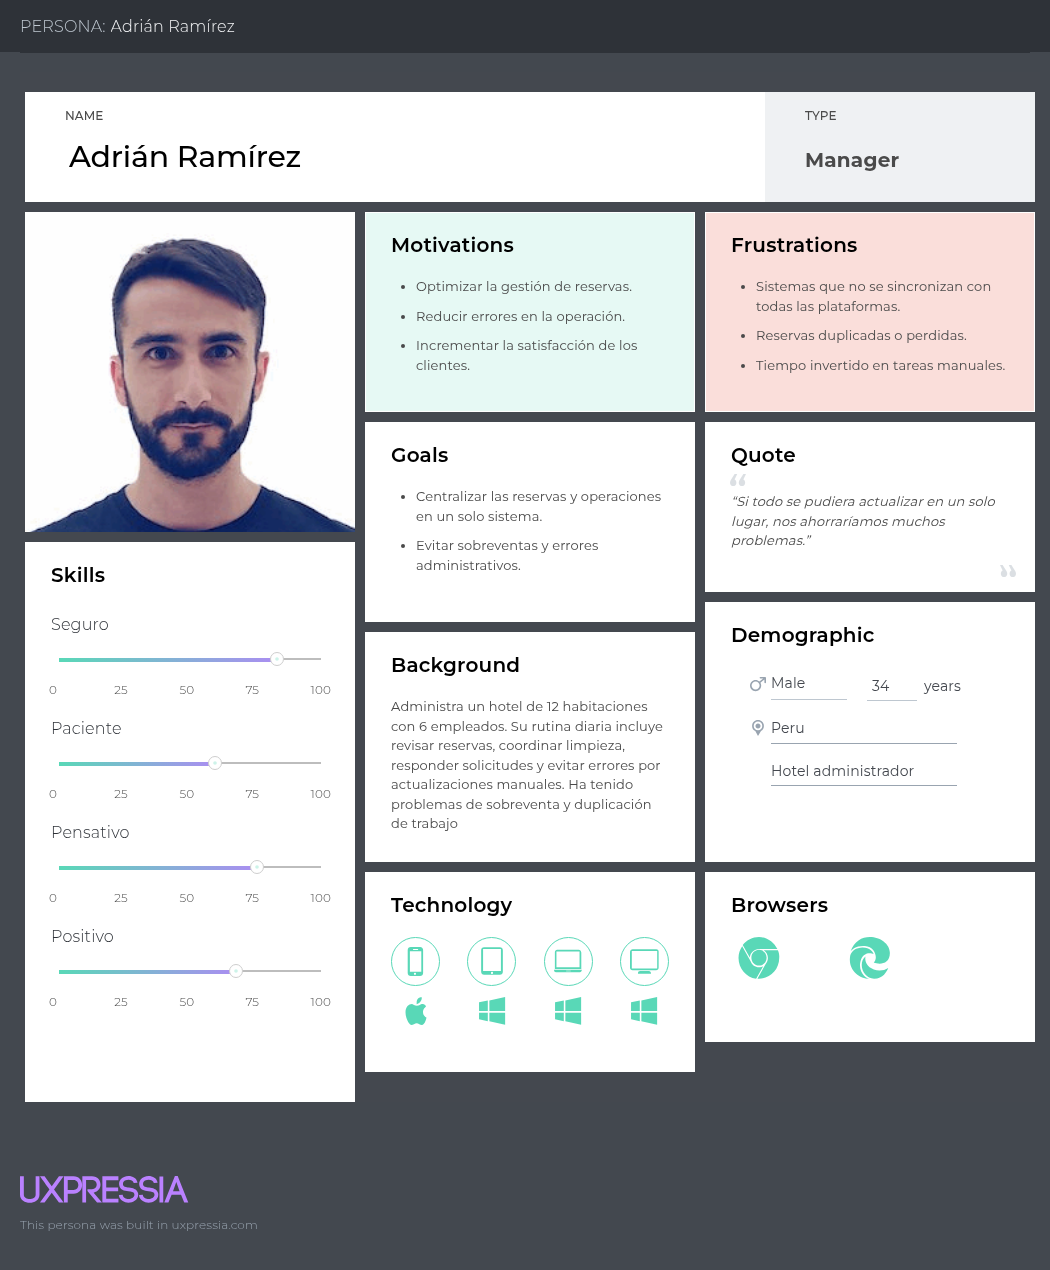 PERSONA: Adrián Ramírez
NAME
Adrián Ramírez
TYPE
Manager
Motivations
Optimizar la gestión de reservas.
Reducir errores en la operación.
Incrementar la satisfacción de los
clientes.
Frustrations
Sistemas que no se sincronizan con
todas las plataformas.
Reservas duplicadas o perdidas.
Tiempo invertido en tareas manuales.
Goals
Centralizar las reservas y operaciones
en un solo sistema.
Evitar sobreventas y errores
administrativos.
Quote
“Si todo se pudiera actualizar en un solo
lugar, nos ahorraríamos muchos
problemas.”
Skills
Seguro
0 25 50 75 100
Paciente
0 25 50 75 100
Pensativo
0 25 50 75 100
Positivo
0 25 50 75 100
Background
Administra un hotel de 12 habitaciones
con 6 empleados. Su rutina diaria incluye
revisar reservas, coordinar limpieza,
responder solicitudes y evitar errores por
actualizaciones manuales. Ha tenido
problemas de sobreventa y duplicación
de trabajo
Demographic
Male 34 years
Peru
Hotel administrador
Technology
Browsers
UXPRESSIA
This persona was built in uxpressia.com